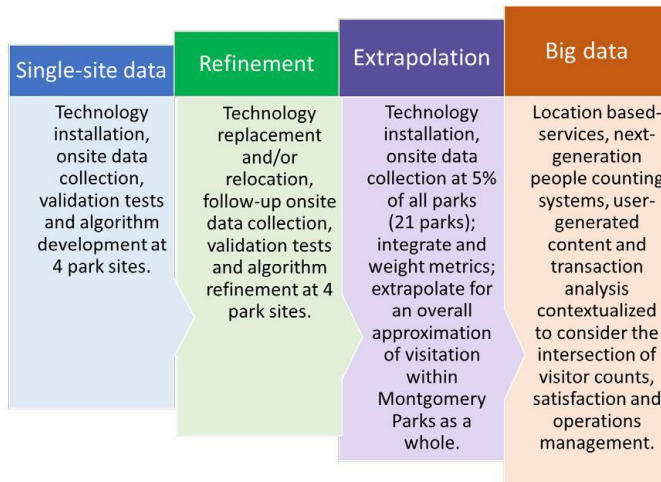 Single-site data
Technology
installation,
onsite data
collection,
validation tests
and algorithm
development at
4 park sites.
Refinement
Technology
replacement
and/or
relocation,
follow-up onsite
data collection,
validation tests
and algorithm
refinement at 4
park sites.
Extrapolation
Technology
installation,
onsite data
collection at 5%
of all parks
(21 parks);
integrate and
weight metrics;
extrapolate for
an overall
approximation
of visitation
within
Montgomery
Parks as a
whole.
Big data
Location based-
services, next-
generation
people counting
systems, user-
generated
content and
transaction
analysis
contextualized
to consider the
intersection of
visitor counts,
satisfaction and
operations
management.